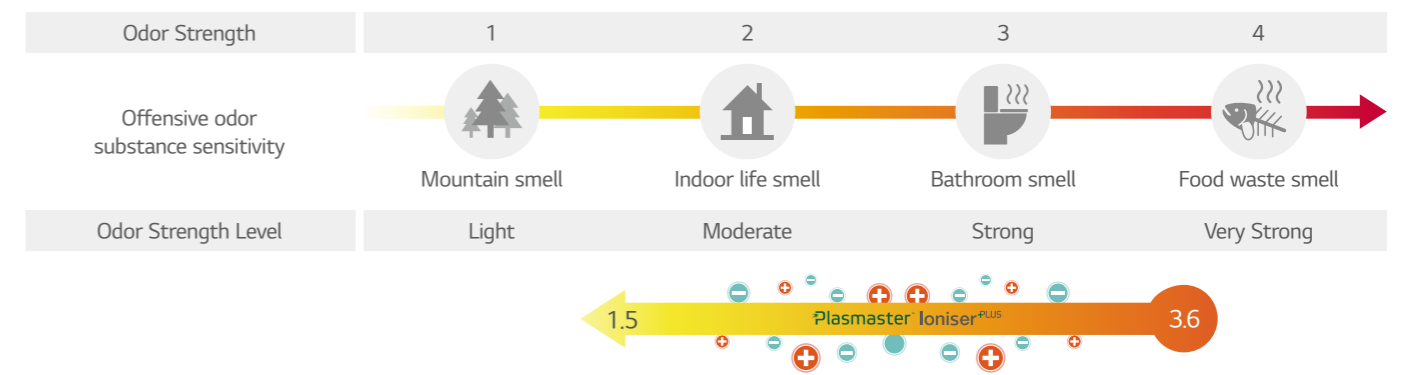 Odor Strength 1 2 3 4
Offensive odor
substance sensitivity
Mountain smell Indoor life smell Bathroom smell Food waste smell
Odor Strength Level Light Moderate Strong Very Strong
1.5 Plasmaster™ Ioniser PLUS 3.6